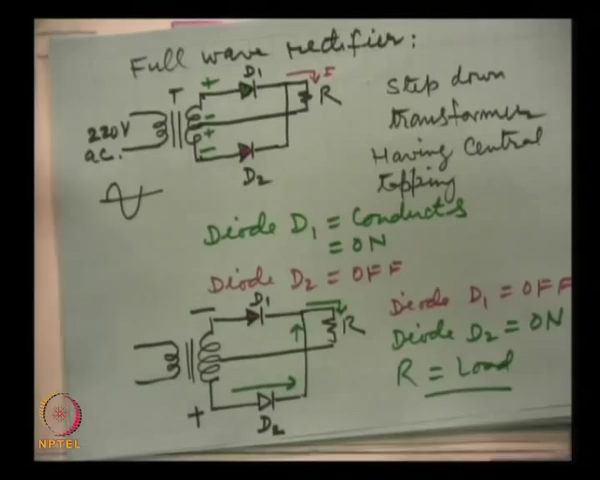 Full wave rectifier:
D1
T + I
R
-
+
-
220V
a.c.
D2
Step down
transformer
Having Central
tapping
Diode D1 = Conducts
= ON
Diode D2 = OFF
-
D1
R
+
D2
Diode D1 = OFF
Diode D2 = ON
R = Load
NPTEL